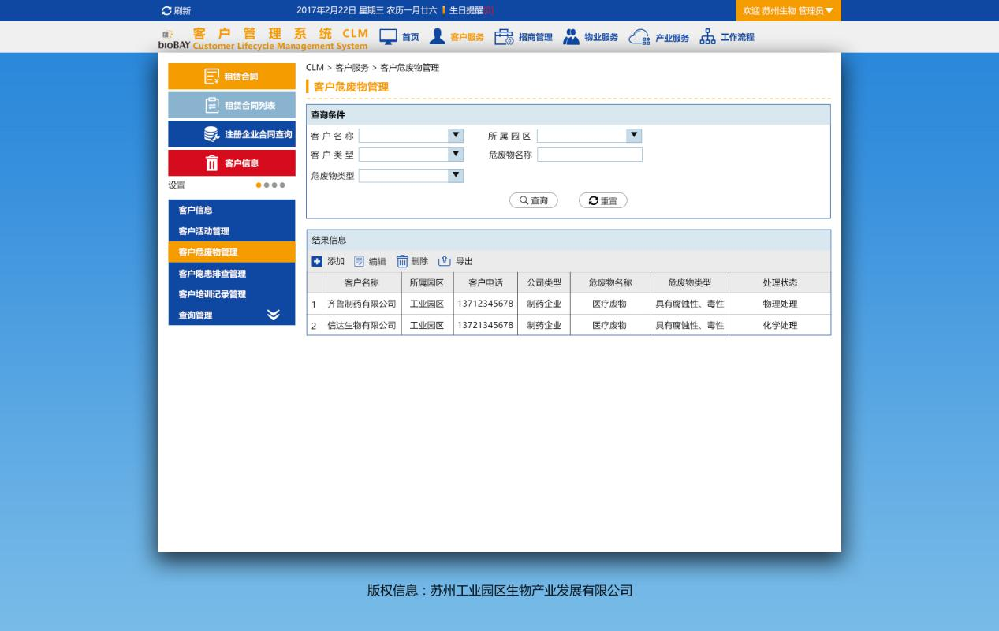 刷新 2017年2月22日 星期三 农历一月廿六 生日提醒[0] 欢迎 苏州生物 管理员
bioBAY 客户管理系统 CLM 首页 客户服务 招商管理 物业服务 产业服务 工作流程
Customer Lifecycle Management System
租赁合同
租赁合同列表
注册企业合同查询
客户信息
设置
客户信息
客户活动管理
客户危废物管理
客户隐患排查管理
客户培训记录管理
查询管理
CLM > 客户服务 > 客户危废物管理
客户危废物管理
查询条件
客户名称 所属园区
客户类型 危废物名称
危废物类型
查询 重置
结果信息
添加 编辑 删除 导出
客户名称 所属园区 客户电话 公司类型 危废物名称 危废物类型 处理状态
1 齐鲁制药有限公司 工业园区 13712345678 制药企业 医疗废物 具有腐蚀性、毒性 物理处理
2 信达生物有限公司 工业园区 13721345678 制药企业 医疗废物 具有腐蚀性、毒性 化学处理
版权信息：苏州工业园区生物产业发展有限公司